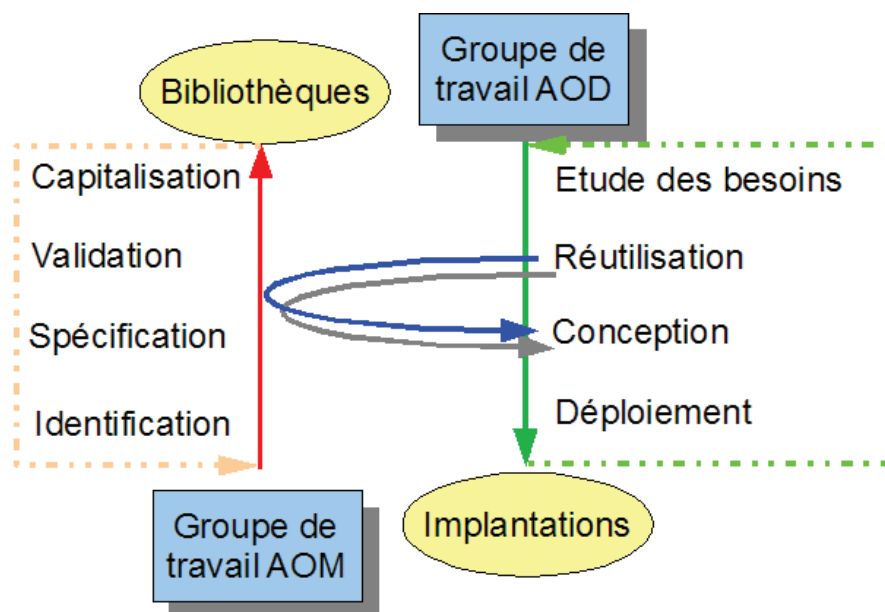 Groupe de
travail AOD
Bibliothèques
Capitalisation
Validation
Spécification
Identification
Etude des besoins
Réutilisation
Conception
Déploiement
Groupe de
travail AOM
Implantations